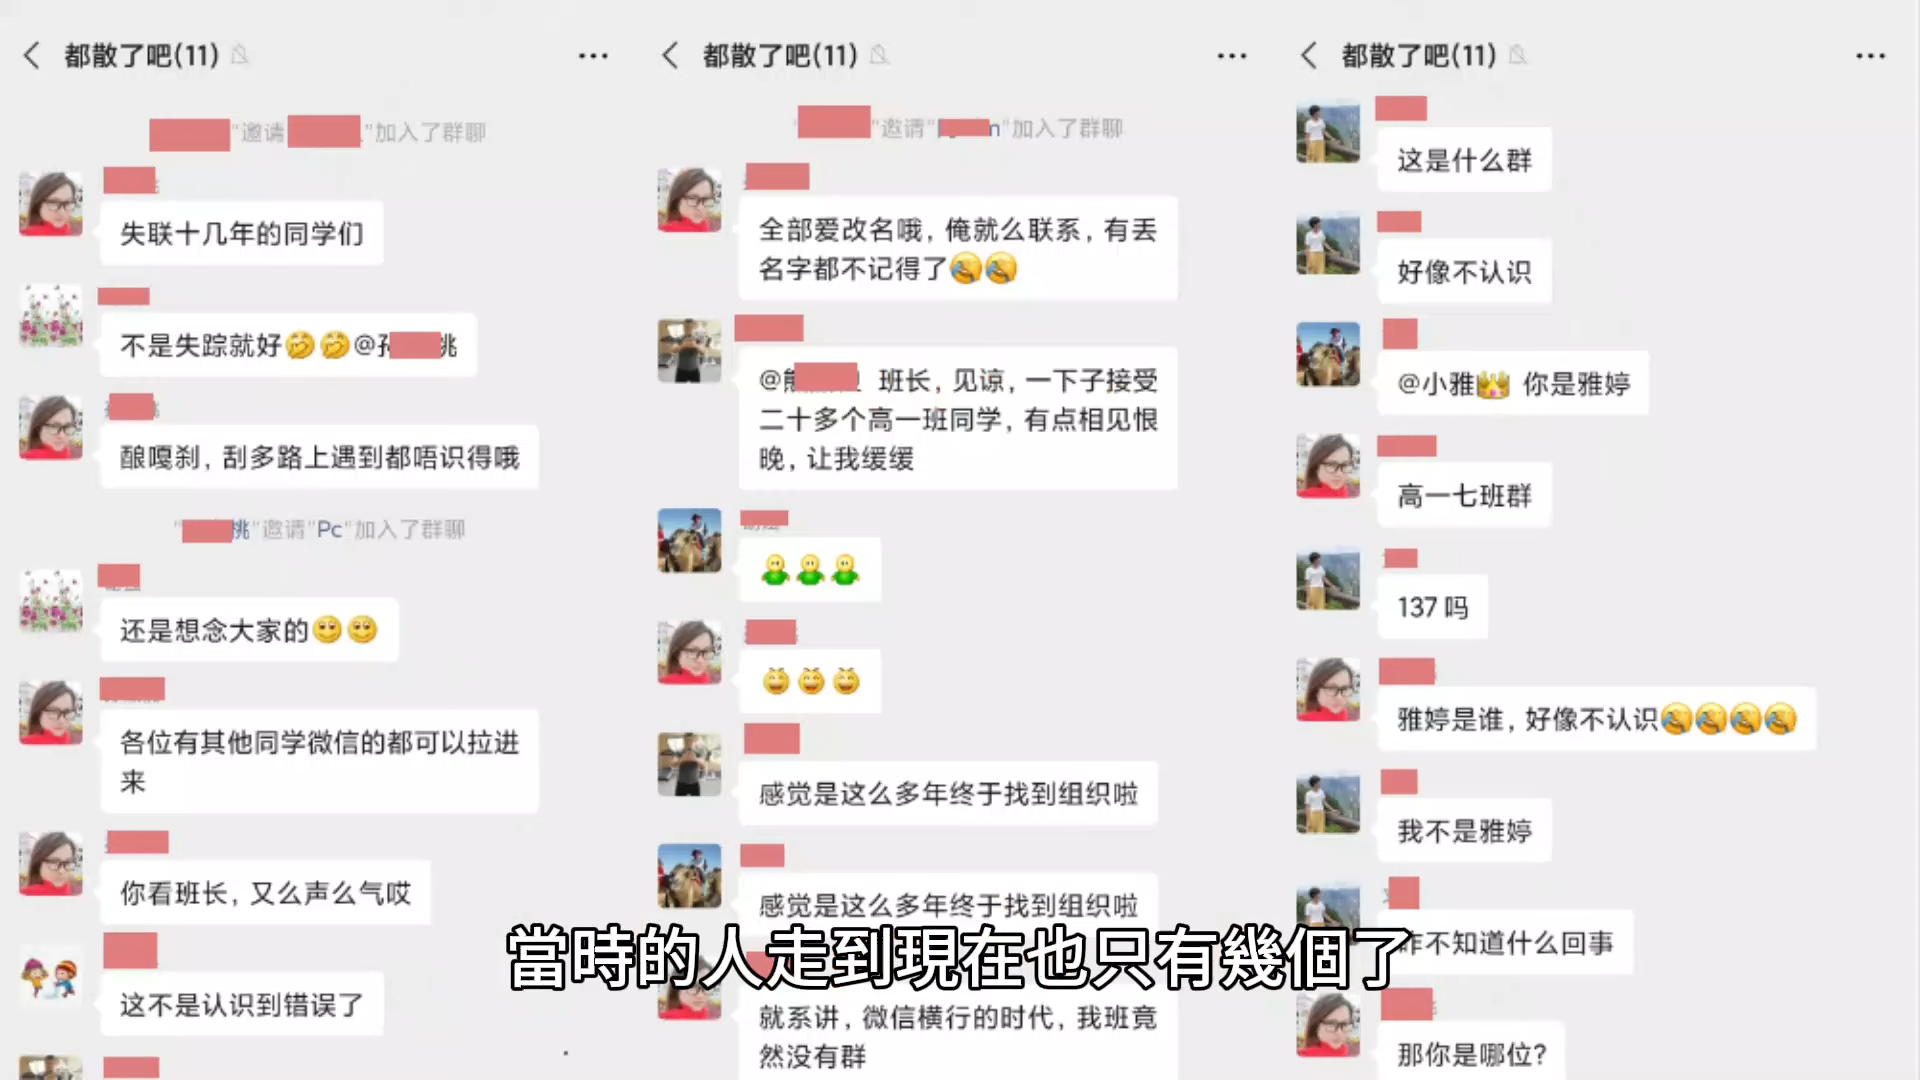 都散了吧(11)
"邀请"加入了群聊
失联十几年的同学们
不是失踪就好@孙桃
酿嘎刹，刮多路上遇到都唔识得哦
"桃"邀请"Pc"加入了群聊
还是想念大家的
各位有其他同学微信的都可以拉进
来
你看班长，又么声么气哎
这不是认识到错误了
都散了吧(11)
"邀请"n"加入了群聊
全部爱改名哦，俺就么联系，有丢
名字都不记得了
@熊 班长，见谅，一下子接受
二十多个高一班同学，有点相见恨
晚，让我缓缓
感觉是这么多年终于找到组织啦
感觉是这么多年终于找到组织啦
就系讲，微信横行的时代，我班竟
然没有群
都散了吧(11)
这是什么群
好像不认识
@小雅 你是雅婷
高一七班群
137吗
雅婷是谁，好像不认识
我不是雅婷
咋不知道什么回事
那你是哪位？
當時的人走到現在也只有幾個了